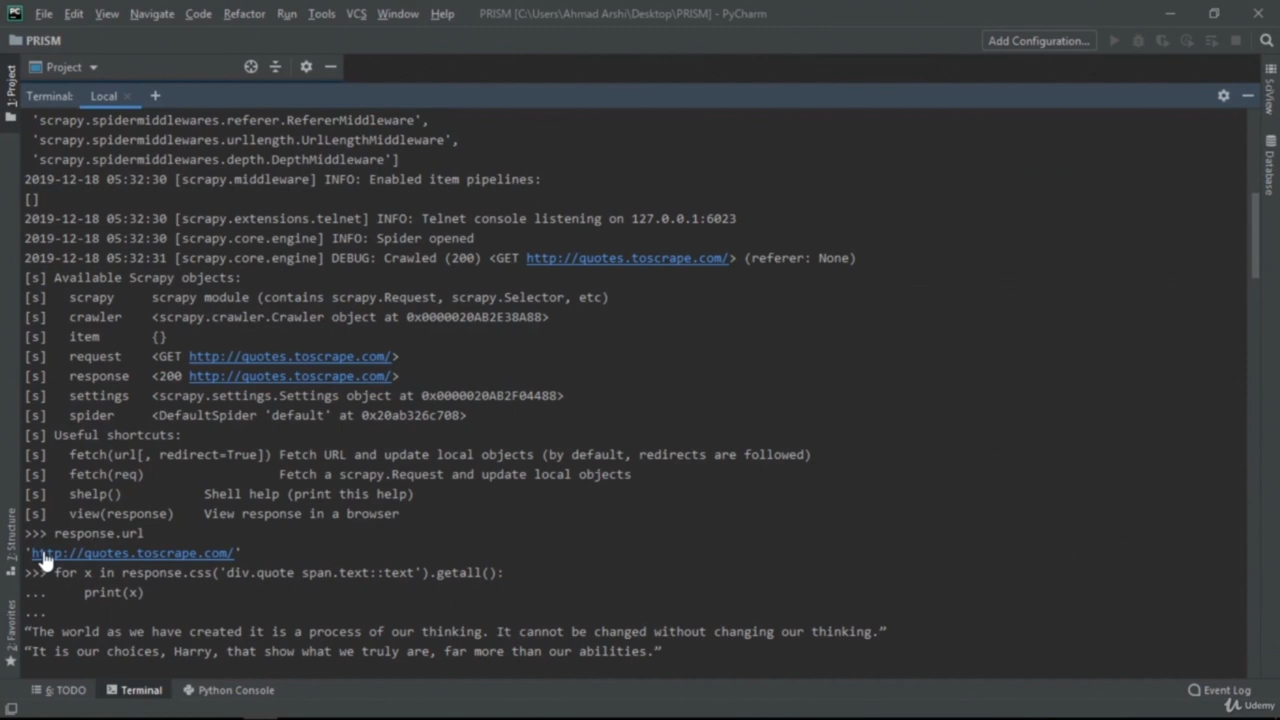 File Edit View Navigate Code Refactor Run Tools VCS Window Help PRISM [C:\Users\Ahmad Arshi\Desktop\PRISM] - PyCharm
PRISM Add Configuration...
1: Project
Project
Terminal: Local × +
'scrapy.spidermiddlewares.referer.RefererMiddleware',
'scrapy.spidermiddlewares.urllength.UrlLengthMiddleware',
'scrapy.spidermiddlewares.depth.DepthMiddleware']
2019-12-18 05:32:30 [scrapy.middleware] INFO: Enabled item pipelines:
[]
2019-12-18 05:32:30 [scrapy.extensions.telnet] INFO: Telnet console listening on 127.0.0.1:6023
2019-12-18 05:32:30 [scrapy.core.engine] INFO: Spider opened
2019-12-18 05:32:31 [scrapy.core.engine] DEBUG: Crawled (200) <GET http://quotes.toscrape.com/> (referer: None)
[s] Available Scrapy objects:
[s]   scrapy     scrapy module (contains scrapy.Request, scrapy.Selector, etc)
[s]   crawler    <scrapy.crawler.Crawler object at 0x0000020AB2E38A88>
[s]   item       {}
[s]   request    <GET http://quotes.toscrape.com/>
[s]   response   <200 http://quotes.toscrape.com/>
[s]   settings   <scrapy.settings.Settings object at 0x0000020AB2F04488>
[s]   spider     <DefaultSpider 'default' at 0x20ab326c708>
[s] Useful shortcuts:
[s]   fetch(url[, redirect=True]) Fetch URL and update local objects (by default, redirects are followed)
[s]   fetch(req)                  Fetch a scrapy.Request and update local objects
[s]   shelp()           Shell help (print this help)
[s]   view(response)    View response in a browser
>>> response.url
'http://quotes.toscrape.com/'
>>> for x in response.css('div.quote span.text::text').getall():
...     print(x)
...
“The world as we have created it is a process of our thinking. It cannot be changed without changing our thinking.”
“It is our choices, Harry, that show what we truly are, far more than our abilities.”
SciView
Database
7: Structure
2: Favorites
6: TODO Terminal Python Console Event Log
Udemy